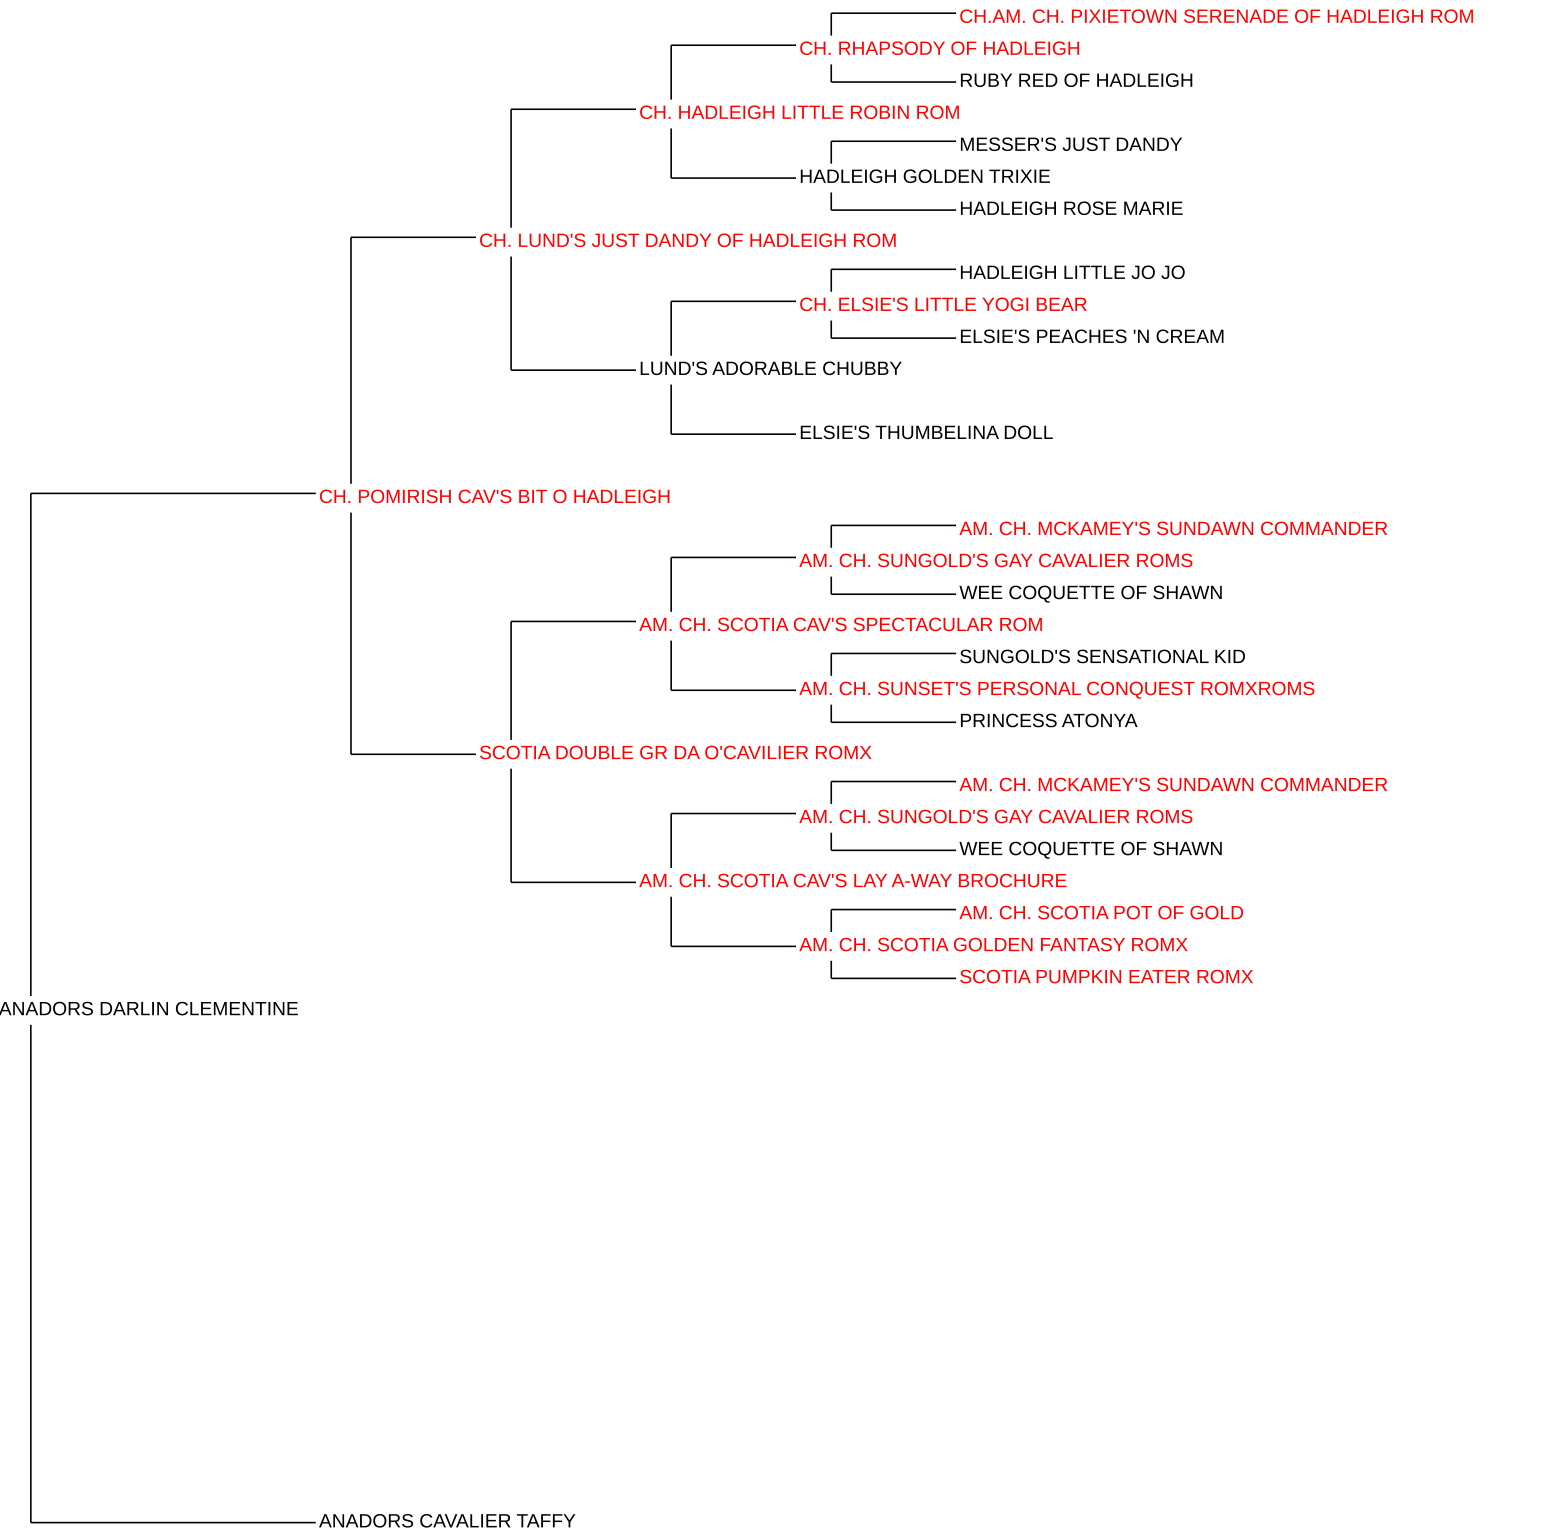 CH.AM. CH. PIXIETOWN SERENADE OF HADLEIGH ROM
CH. RHAPSODY OF HADLEIGH
RUBY RED OF HADLEIGH
CH. HADLEIGH LITTLE ROBIN ROM
MESSER'S JUST DANDY
HADLEIGH GOLDEN TRIXIE
HADLEIGH ROSE MARIE
CH. LUND'S JUST DANDY OF HADLEIGH ROM
HADLEIGH LITTLE JO JO
CH. ELSIE'S LITTLE YOGI BEAR
ELSIE'S PEACHES 'N CREAM
LUND'S ADORABLE CHUBBY
ELSIE'S THUMBELINA DOLL
CH. POMIRISH CAV'S BIT O HADLEIGH
AM. CH. MCKAMEY'S SUNDAWN COMMANDER
AM. CH. SUNGOLD'S GAY CAVALIER ROMS
WEE COQUETTE OF SHAWN
AM. CH. SCOTIA CAV'S SPECTACULAR ROM
SUNGOLD'S SENSATIONAL KID
AM. CH. SUNSET'S PERSONAL CONQUEST ROMXROMS
PRINCESS ATONYA
SCOTIA DOUBLE GR DA O'CAVILIER ROMX
AM. CH. MCKAMEY'S SUNDAWN COMMANDER
AM. CH. SUNGOLD'S GAY CAVALIER ROMS
WEE COQUETTE OF SHAWN
AM. CH. SCOTIA CAV'S LAY A-WAY BROCHURE
AM. CH. SCOTIA POT OF GOLD
AM. CH. SCOTIA GOLDEN FANTASY ROMX
SCOTIA PUMPKIN EATER ROMX
ANADORS DARLIN CLEMENTINE
ANADORS CAVALIER TAFFY